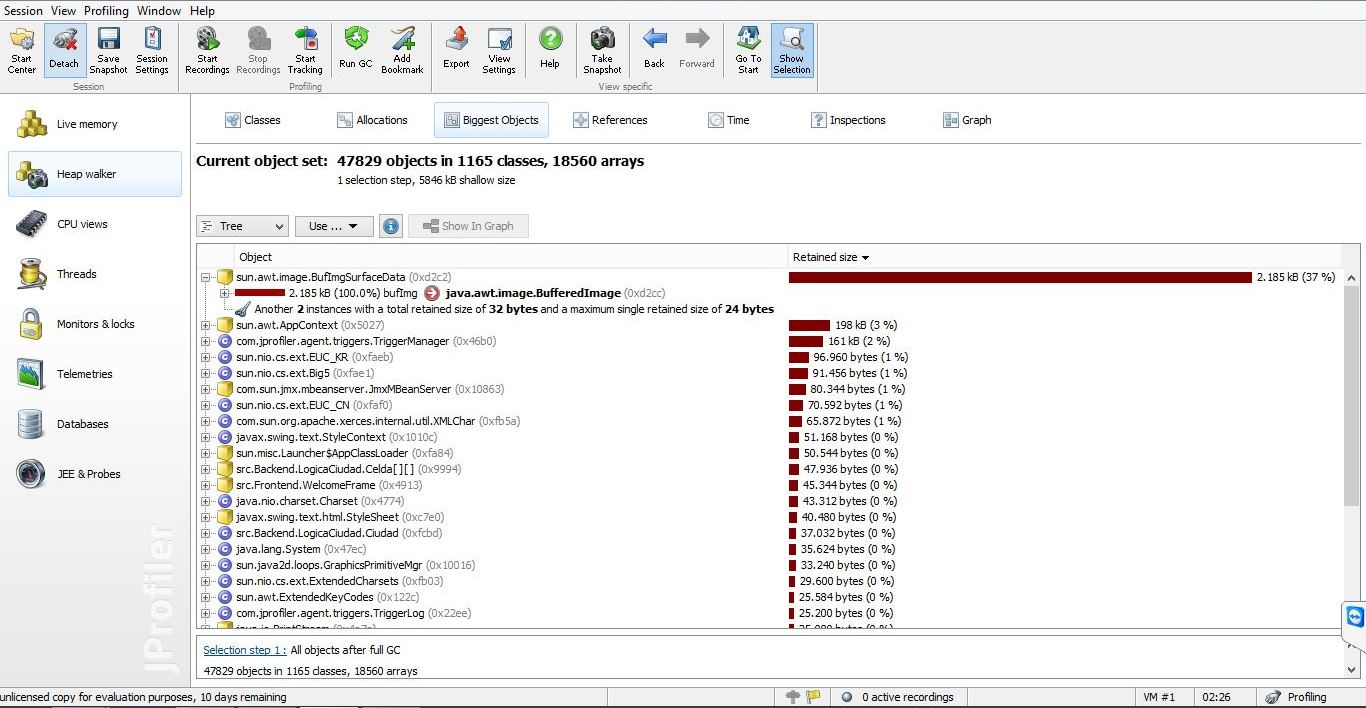 Session View Profiling Window Help
Start Center
Detach
Save Snapshot
Session Settings
Start Recordings
Stop Recordings
Start Tracking
Run GC
Add Bookmark
Export
View Settings
Help
Take Snapshot
Back
Forward
Go To Start
Show Selection
Session
Profiling
View specific
Live memory
Heap walker
CPU views
Threads
Monitors & locks
Telemetries
Databases
JEE & Probes
JProfiler
Classes Allocations Biggest Objects References Time Inspections Graph
Current object set: 47829 objects in 1165 classes, 18560 arrays
1 selection step, 5846 kB shallow size
Tree Use ... Show In Graph
Object Retained size
sun.awt.image.BufImgSurfaceData (0xd2c2) 2.185 kB (37 %)
2.185 kB (100.0%) bufImg java.awt.image.BufferedImage (0xd2cc)
Another 2 instances with a total retained size of 32 bytes and a maximum single retained size of 24 bytes
sun.awt.AppContext (0x5027) 198 kB (3 %)
com.jprofiler.agent.triggers.TriggerManager (0x46b0) 161 kB (2 %)
sun.nio.cs.ext.EUC_KR (0xfaeb) 96.960 bytes (1 %)
sun.nio.cs.ext.Big5 (0xfae1) 91.456 bytes (1 %)
com.sun.jmx.mbeanserver.JmxMBeanServer (0x10863) 80.344 bytes (1 %)
sun.nio.cs.ext.EUC_CN (0xfaf0) 70.592 bytes (1 %)
com.sun.org.apache.xerces.internal.util.XMLChar (0xfb5a) 65.872 bytes (1 %)
javax.swing.text.StyleContext (0x1010c) 51.168 bytes (0 %)
sun.misc.Launcher$AppClassLoader (0xfa84) 50.544 bytes (0 %)
src.Backend.LogicaCiudad.Celda[][] (0x9994) 47.936 bytes (0 %)
src.Frontend.WelcomeFrame (0x4913) 45.344 bytes (0 %)
java.nio.charset.Charset (0x4774) 43.312 bytes (0 %)
javax.swing.text.html.StyleSheet (0xc7e0) 40.480 bytes (0 %)
src.Backend.LogicaCiudad.Ciudad (0xfcbd) 37.032 bytes (0 %)
java.lang.System (0x47ec) 35.624 bytes (0 %)
sun.java2d.loops.GraphicsPrimitiveMgr (0x10016) 33.240 bytes (0 %)
sun.nio.cs.ext.ExtendedCharsets (0xfb03) 29.600 bytes (0 %)
sun.awt.ExtendedKeyCodes (0x122c) 25.584 bytes (0 %)
com.jprofiler.agent.triggers.TriggerLog (0x22ee) 25.200 bytes (0 %)
Selection step 1 : All objects after full GC
47829 objects in 1165 classes, 18560 arrays
unlicensed copy for evaluation purposes, 10 days remaining 0 active recordings VM #1 02:26 Profiling